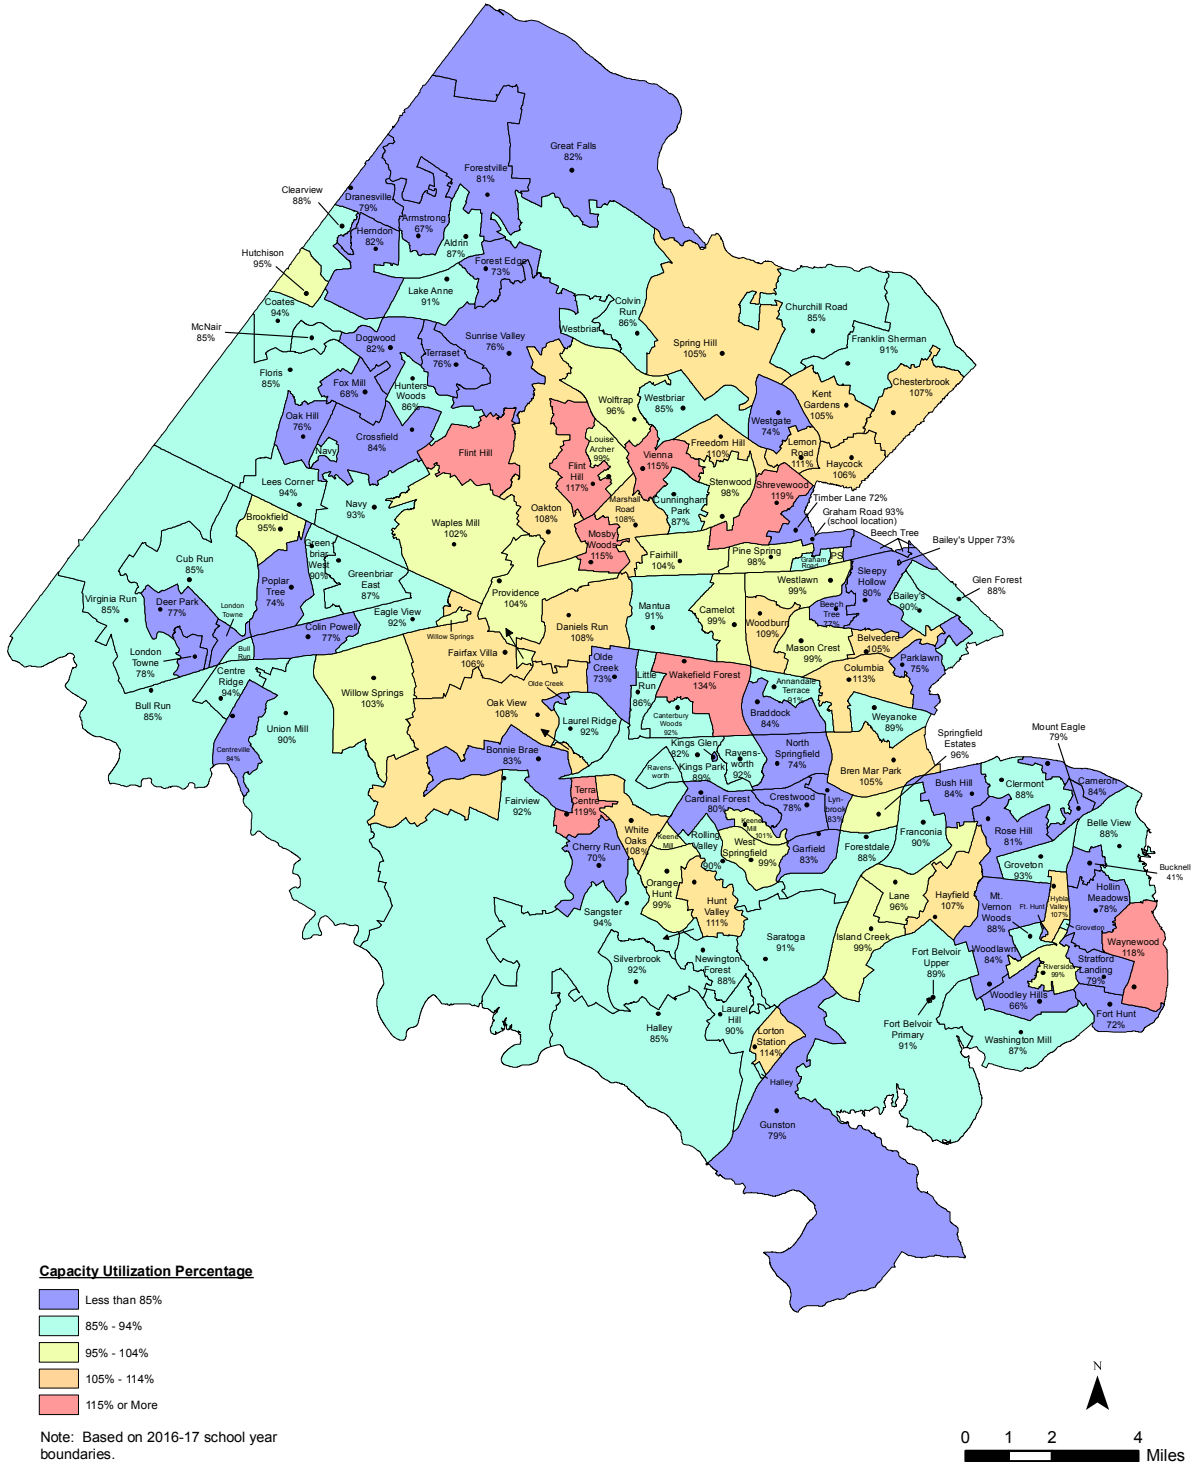 Great Falls
82%
Forestville
81%
Clearview
88%
Dranesville
79%
Armstrong
67%
Herndon
82%
Aldrin
87%
Hutchison
95%
Forest Edge
73%
Lake Anne
91%
Coates
94%
Colvin
Run
86%
Churchill Road
85%
McNair
85%
Westbriar
Dogwood
82%
Sunrise Valley
76%
Terraset
76%
Spring Hill
105%
Franklin Sherman
91%
Floris
85%
Fox Mill
68%
Hunters
Woods
86%
Chesterbrook
107%
Kent
Gardens
105%
Wolftrap
96%
Westbriar
85%
Westgate
74%
Oak Hill
76%
Crossfield
84%
Navy
Flint Hill
Louise
Archer
99%
Freedom Hill
110%
Lemon
Road
111%
Haycock
106%
Vienna
115%
Flint
Hill
117%
Lees Corner
94%
Stenwood
98%
Shrevewood
119%
Timber Lane 72%
Graham Road 93%
(school location)
Navy
93%
Cunningham
Park
87%
Marshall
Road
108%
Oakton
108%
Brookfield
95%
Waples Mill
102%
Mosby
Woods
115%
Beech Tree
Bailey's Upper 73%
Green
briar
West
90%
Fairhill
104%
Pine Spring
98%
PS
Graham
Road
Cub Run
85%
Greenbriar
East
87%
Poplar
Tree
74%
Westlawn
99%
Sleepy
Hollow
80%
Glen Forest
88%
Virginia Run
85%
Deer Park
77%
London
Towne
Providence
104%
Mantua
91%
Camelot
99%
Woodburn
109%
Beech
Tree
77%
Bailey's
90%
Eagle View
92%
Colin Powell
77%
Willow Springs
Daniels Run
108%
Mason Crest
99%
Belvedere
105%
Bull
Run
London
Towne
78%
Fairfax Villa
106%
Olde
Creek
73%
Wakefield Forest
134%
Columbia
113%
Parklawn
75%
Centre
Ridge
94%
Little
Run
86%
Annandale
Terrace
91%
Olde Creek
Willow Springs
103%
Bull Run
85%
Oak View
108%
Canterbury
Woods
92%
Braddock
84%
Weyanoke
89%
Union Mill
90%
Laurel Ridge
92%
Centreville
84%
Bonnie Brae
83%
Kings Glen
82%
Kings Park
89%
Ravens-
worth
Ravens-
worth
92%
North
Springfield
74%
Springfield
Estates
96%
Mount Eagle
79%
Bren Mar Park
105%
Fairview
92%
Terra
Centre
119%
Cardinal Forest
80%
Crestwood
78%
Lyn-
brook
83%
Bush Hill
84%
Clermont
88%
Cameron
84%
White
Oaks
108%
Keene
Mill
Rolling
Valley
90%
Keene
Mill
101%
West
Springfield
99%
Garfield
83%
Forestdale
88%
Franconia
90%
Rose Hill
81%
Belle View
88%
Cherry Run
70%
Groveton
93%
Bucknell
41%
Orange
Hunt
99%
Hunt
Valley
111%
Lane
96%
Hayfield
107%
Mt.
Vernon
Woods
88%
Ft. Hunt
Hybla
Valley
107%
Hollin
Meadows
78%
Groveton
Sangster
94%
Saratoga
91%
Island Creek
99%
Waynewood
118%
Silverbrook
92%
Newington
Forest
88%
Fort Belvoir
Upper
89%
Woodlawn
84%
Riverside
99%
Stratford
Landing
79%
Woodley Hills
66%
Fort Hunt
72%
Halley
85%
Laurel
Hill
90%
Lorton
Station
114%
Fort Belvoir
Primary
91%
Washington Mill
87%
Halley
Gunston
79%
Capacity Utilization Percentage
Less than 85%
85% - 94%
95% - 104%
105% - 114%
115% or More
Note: Based on 2016-17 school year
boundaries.
N
0 1 2 4
Miles